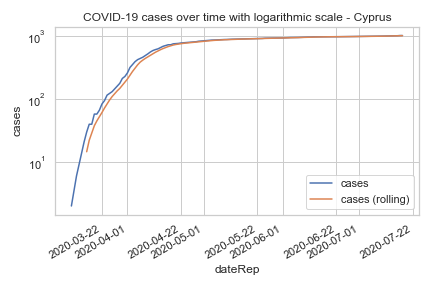 COVID-19 cases over time with logarithmic scale - Cyprus
cases
10³
10²
10¹
cases
cases (rolling)
2020-03-22
2020-04-01
2020-04-22
2020-05-01
2020-05-22
2020-06-01
2020-06-22
2020-07-01
2020-07-22
dateRep